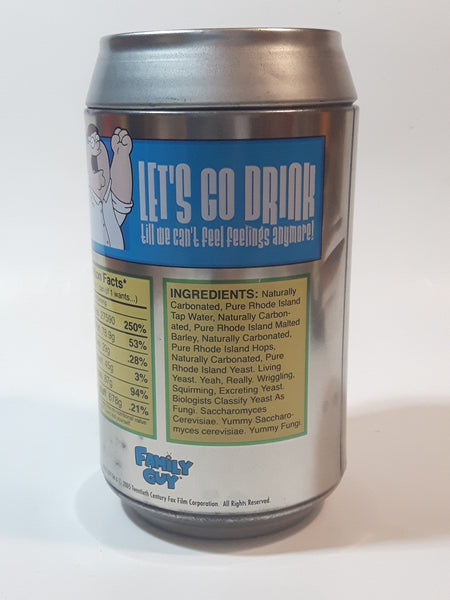 LET'S GO DRINK
till we can't feel feelings anymore!
Facts*
wants...)
250%
53%
.28%
3%
94%
.21%
INGREDIENTS: Naturally
Carbonated, Pure Rhode Island
Tap Water, Naturally Carbon-
ated, Pure Rhode Island Malted
Barley, Naturally Carbonated,
Pure Rhode Island Hops,
Naturally Carbonated, Pure
Rhode Island Yeast. Living
Yeast. Yeah, Really. Wriggling,
Squirming, Excreting Yeast.
Biologists Classify Yeast As
Fungi. Saccharomyces
Cerevisiae. Yummy Saccharo-
myces cerevisiae. Yummy Fungi
FAMILY
GUY
© 2005 Twentieth Century Fox Film Corporation. All Rights Reserved.